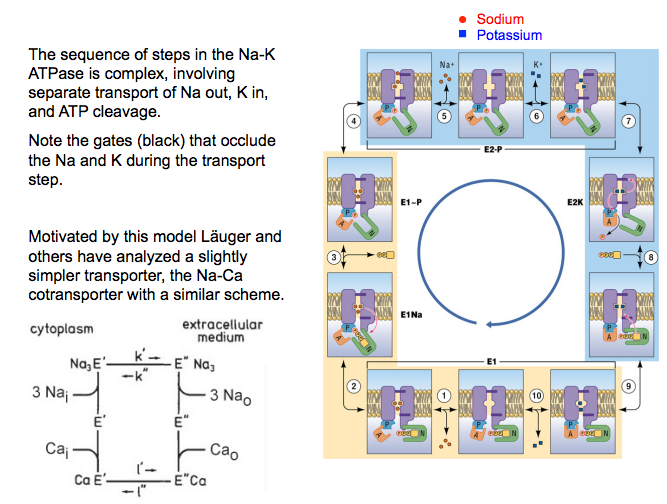 Sodium
Potassium
The sequence of steps in the Na-K
ATPase is complex, involving
separate transport of Na out, K in,
and ATP cleavage.
Note the gates (black) that occlude
the Na and K during the transport
step.
Motivated by this model Läuger and
others have analyzed a slightly
simpler transporter, the Na-Ca
cotransporter with a similar scheme.
cytoplasm
extracellular
medium
Na₃E' k' k" E" Na₃
3 Naᵢ
3 Naₒ
E' E"
Caᵢ
Caₒ
Ca E' l' l" E"Ca
Na+
K+
4
5
6
7
E2-P
E1~P
E2K
3
8
E1Na
E1
2
1
10
9
P
A
N